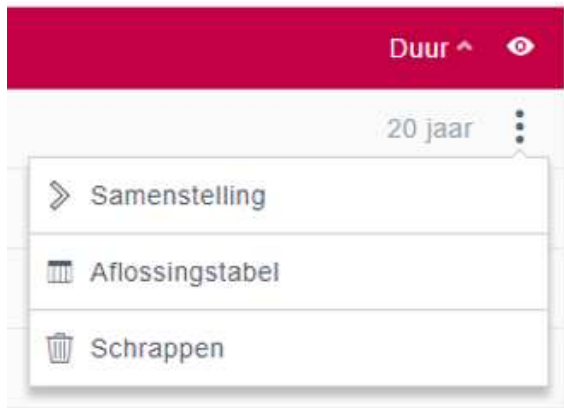 Duur
20 jaar
Samenstelling
Aflossingstabel
Schrappen